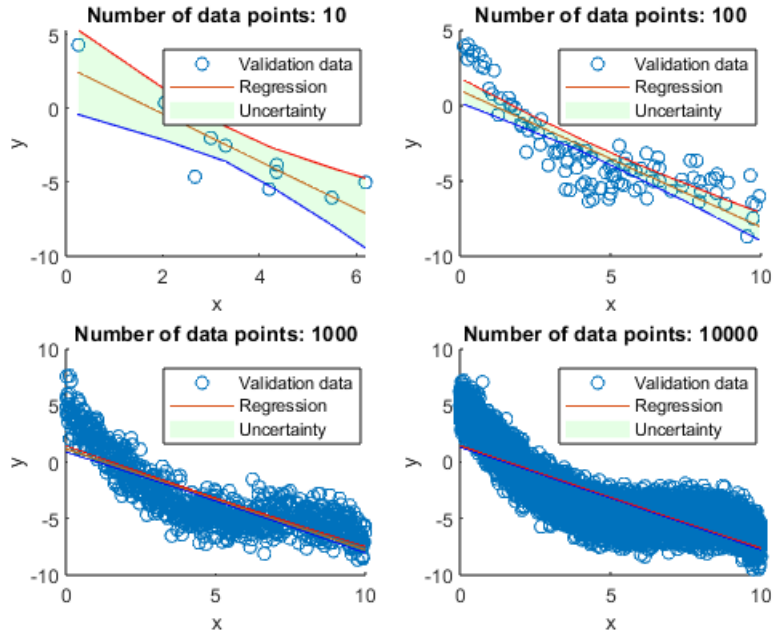 Number of data points: 10
5
0
-5
-10
y
0
2
4
6
x
Validation data
Regression
Uncertainty
Number of data points: 100
5
0
-5
-10
y
0
5
10
x
Validation data
Regression
Uncertainty
Number of data points: 1000
10
5
0
-5
-10
y
0
5
10
x
Validation data
Regression
Uncertainty
Number of data points: 10000
10
5
0
-5
-10
y
0
5
10
x
Validation data
Regression
Uncertainty